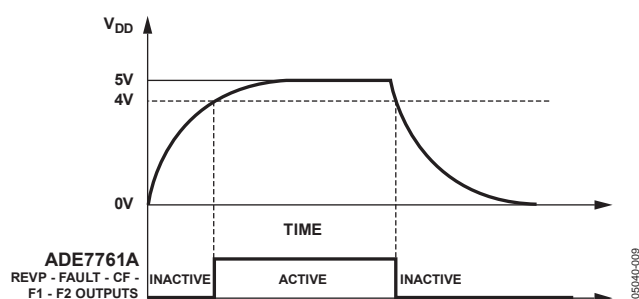 VDD
5V
4V
0V
TIME
ADE7761A
REVP - FAULT - CF -
F1 - F2 OUTPUTS
INACTIVE
ACTIVE
INACTIVE
05040-009